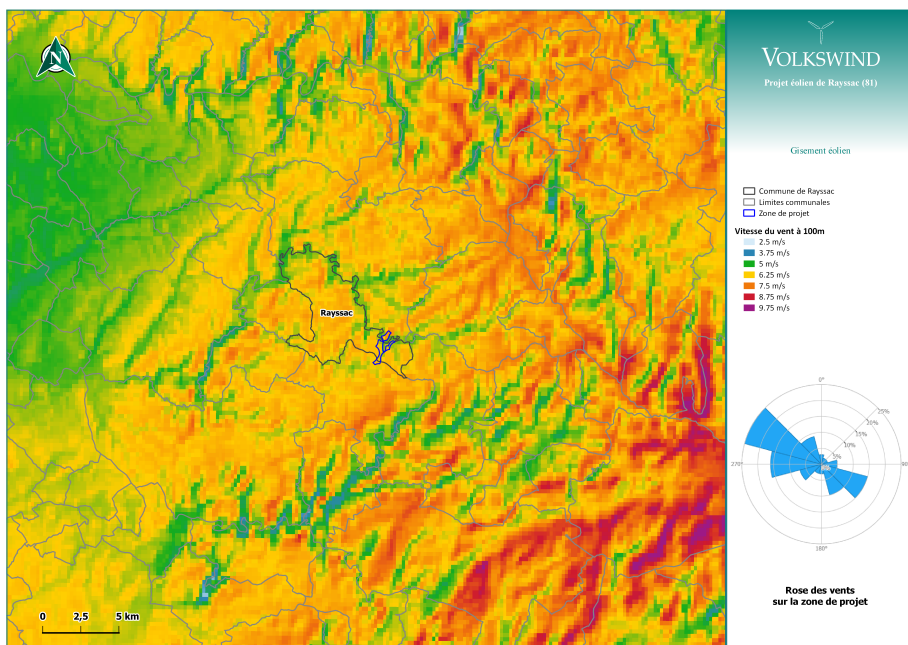 N
Rayssac
0 2,5 5 km
VOLKSWIND
Projet éolien de Rayssac (81)
Gisement éolien
Commune de Rayssac
Limites communales
Zone de projet
Vitesse du vent à 100m
2.5 m/s
3.75 m/s
5 m/s
6.25 m/s
7.5 m/s
8.75 m/s
9.75 m/s
0°
25%
20%
15%
10%
5%
270°
90°
180°
Rose des vents
sur la zone de projet